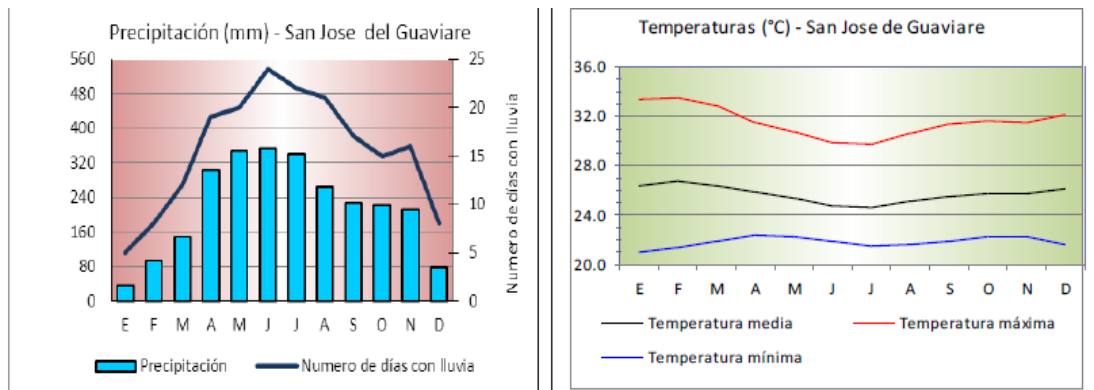 Precipitación (mm) - San Jose del Guaviare
560
480
400
320
240
160
80
0
25
20
15
10
5
0
Numero de días con lluvia
E F M A M J J A S O N D
Precipitación
Numero de días con lluvia
Temperaturas (°C) - San Jose de Guaviare
36.0
32.0
28.0
24.0
20.0
E F M A M J J A S O N D
Temperatura media
Temperatura máxima
Temperatura mínima